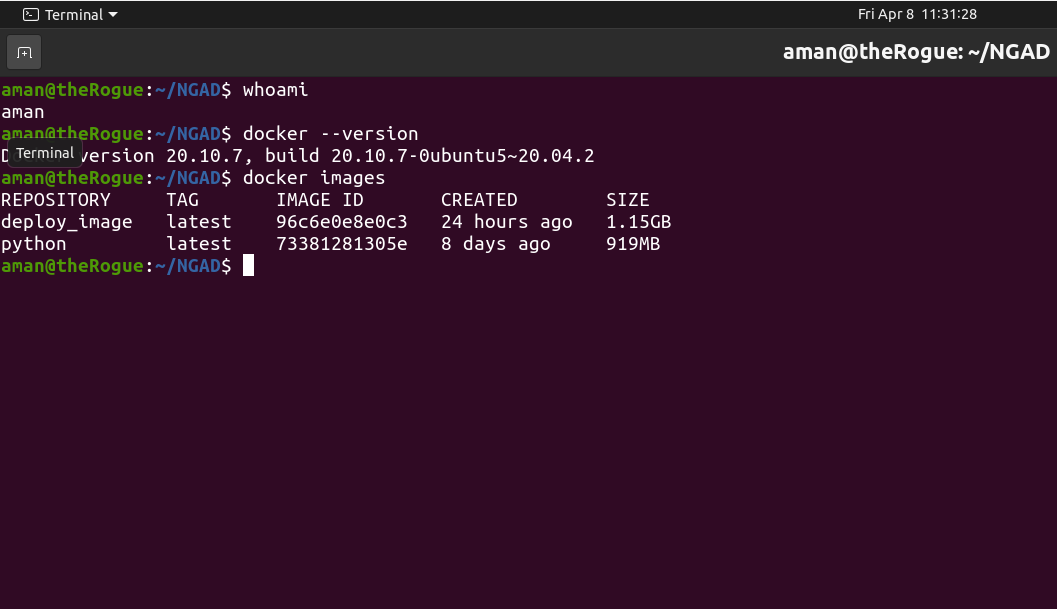 Terminal
Fri Apr 8 11:31:28
aman@theRogue: ~/NGAD
aman@theRogue:~/NGAD$ whoami
aman
aman@theRogue:~/NGAD$ docker --version
Terminal
version 20.10.7, build 20.10.7-0ubuntu5~20.04.2
aman@theRogue:~/NGAD$ docker images
REPOSITORY TAG IMAGE ID CREATED SIZE
deploy_image latest 96c6e0e8e0c3 24 hours ago 1.15GB
python latest 73381281305e 8 days ago 919MB
aman@theRogue:~/NGAD$